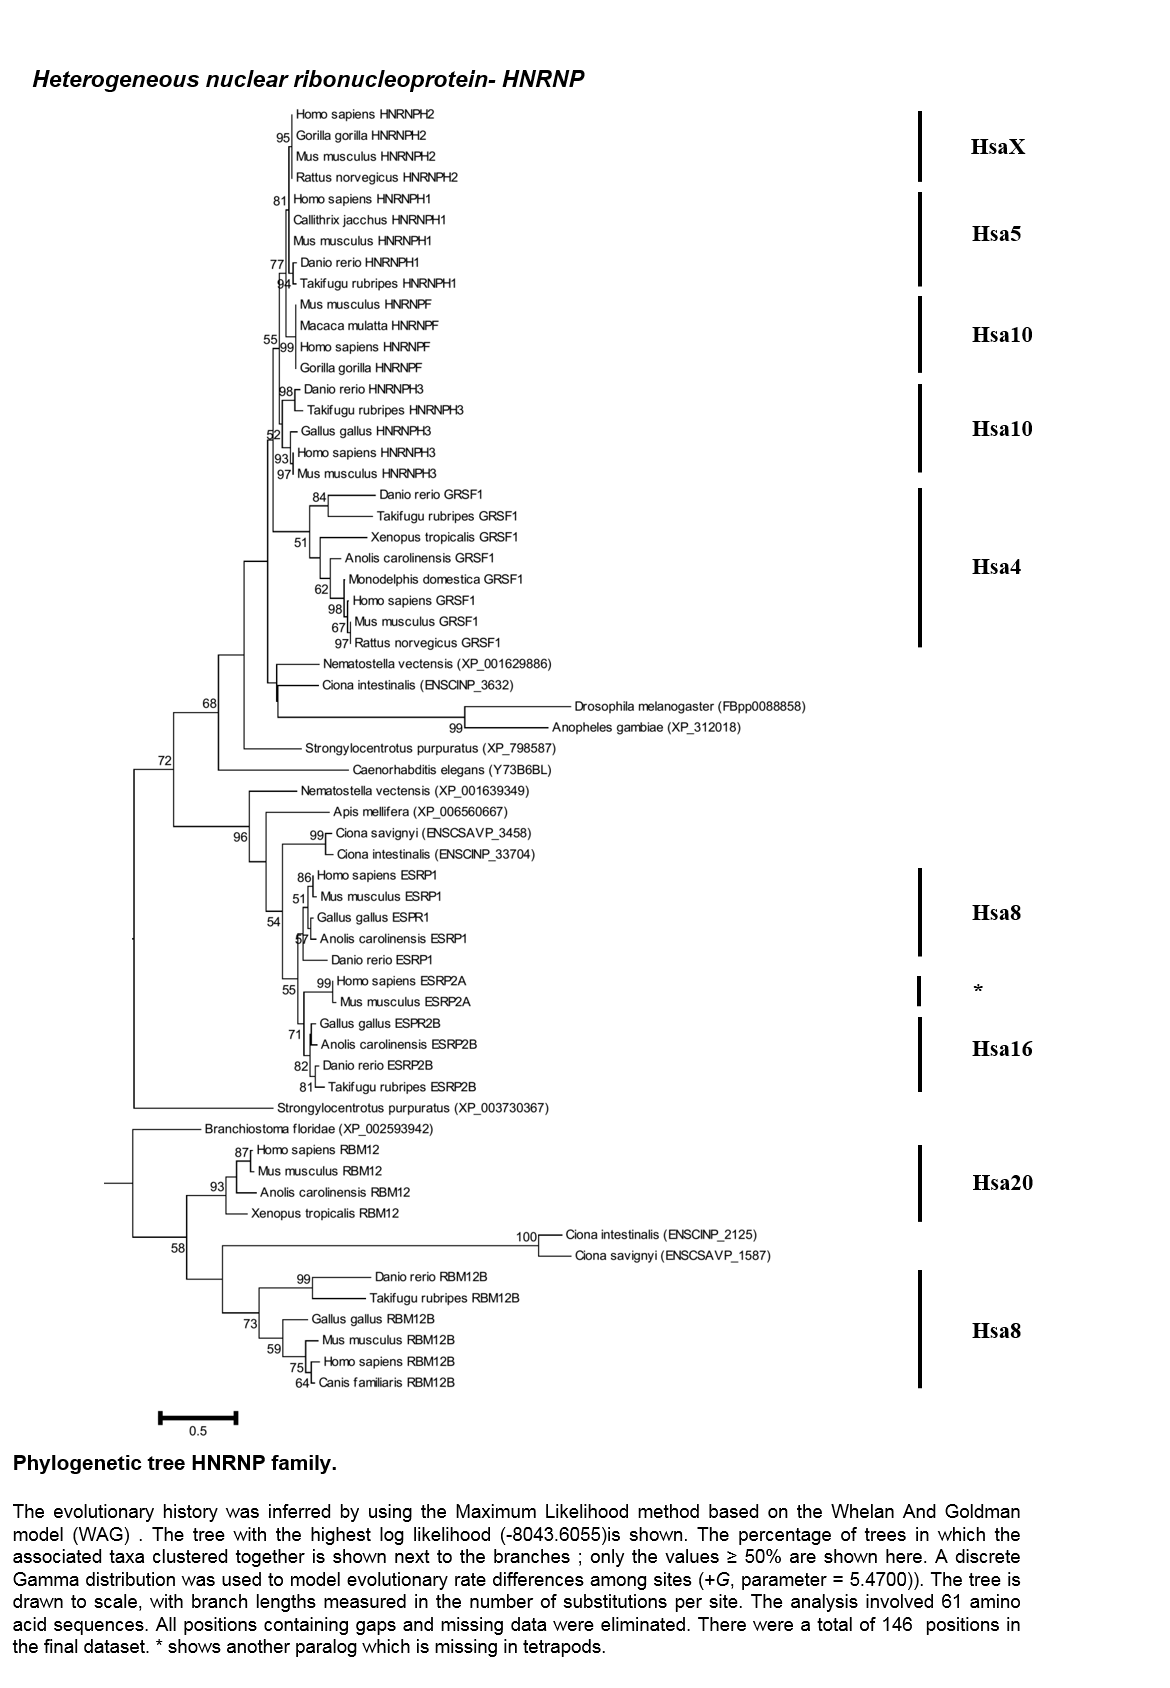 Heterogeneous nuclear ribonucleoprotein- HNRNP
Homo sapiens HNRNPH2
95
Gorilla gorilla HNRNPH2
HsaX
Mus musculus HNRNPH2
Rattus norvegicus HNRNPH2
81
Homo sapiens HNRNPH1
Callithrix jacchus HNRNPH1
Hsa5
Mus musculus HNRNPH1
77
Danio rerio HNRNPH1
94
Takifugu rubripes HNRNPH1
Mus musculus HNRNPF
Macaca mulatta HNRNPF
Hsa10
55
99
Homo sapiens HNRNPF
Gorilla gorilla HNRNPF
98
Danio rerio HNRNPH3
Takifugu rubripes HNRNPH3
52
Gallus gallus HNRNPH3
Hsa10
93
Homo sapiens HNRNPH3
97
Mus musculus HNRNPH3
84
Danio rerio GRSF1
Takifugu rubripes GRSF1
51
Xenopus tropicalis GRSF1
Anolis carolinensis GRSF1
Hsa4
62
Monodelphis domestica GRSF1
98
Homo sapiens GRSF1
67
Mus musculus GRSF1
97
Rattus norvegicus GRSF1
Nematostella vectensis (XP_001629886)
Ciona intestinalis (ENSCINP_3632)
68
Drosophila melanogaster (FBpp0088858)
99
Anopheles gambiae (XP_312018)
Strongylocentrotus purpuratus (XP_798587)
72
Caenorhabditis elegans (Y73B6BL)
Nematostella vectensis (XP_001639349)
Apis mellifera (XP_006560667)
96
99
Ciona savignyi (ENSCSAVP_3458)
Ciona intestinalis (ENSCINP_33704)
86
Homo sapiens ESRP1
51
Mus musculus ESRP1
54
Gallus gallus ESPR1
Hsa8
57
Anolis carolinensis ESRP1
Danio rerio ESRP1
55
99
Homo sapiens ESRP2A
*
Mus musculus ESRP2A
71
Gallus gallus ESPR2B
Anolis carolinensis ESRP2B
Hsa16
82
Danio rerio ESRP2B
81
Takifugu rubripes ESRP2B
Strongylocentrotus purpuratus (XP_003730367)
Branchiostoma floridae (XP_002593942)
87
Homo sapiens RBM12
Mus musculus RBM12
93
Anolis carolinensis RBM12
Hsa20
Xenopus tropicalis RBM12
58
100
Ciona intestinalis (ENSCINP_2125)
Ciona savignyi (ENSCSAVP_1587)
99
Danio rerio RBM12B
Takifugu rubripes RBM12B
73
Gallus gallus RBM12B
Hsa8
59
Mus musculus RBM12B
75
Homo sapiens RBM12B
64
Canis familiaris RBM12B
0.5
Phylogenetic tree HNRNP family.
The evolutionary history was inferred by using the Maximum Likelihood method based on the Whelan And Goldman
model (WAG) . The tree with the highest log likelihood (-8043.6055)is shown. The percentage of trees in which the
associated taxa clustered together is shown next to the branches ; only the values ≥ 50% are shown here. A discrete
Gamma distribution was used to model evolutionary rate differences among sites (+G, parameter = 5.4700)). The tree is
drawn to scale, with branch lengths measured in the number of substitutions per site. The analysis involved 61 amino
acid sequences. All positions containing gaps and missing data were eliminated. There were a total of 146 positions in
the final dataset. * shows another paralog which is missing in tetrapods.